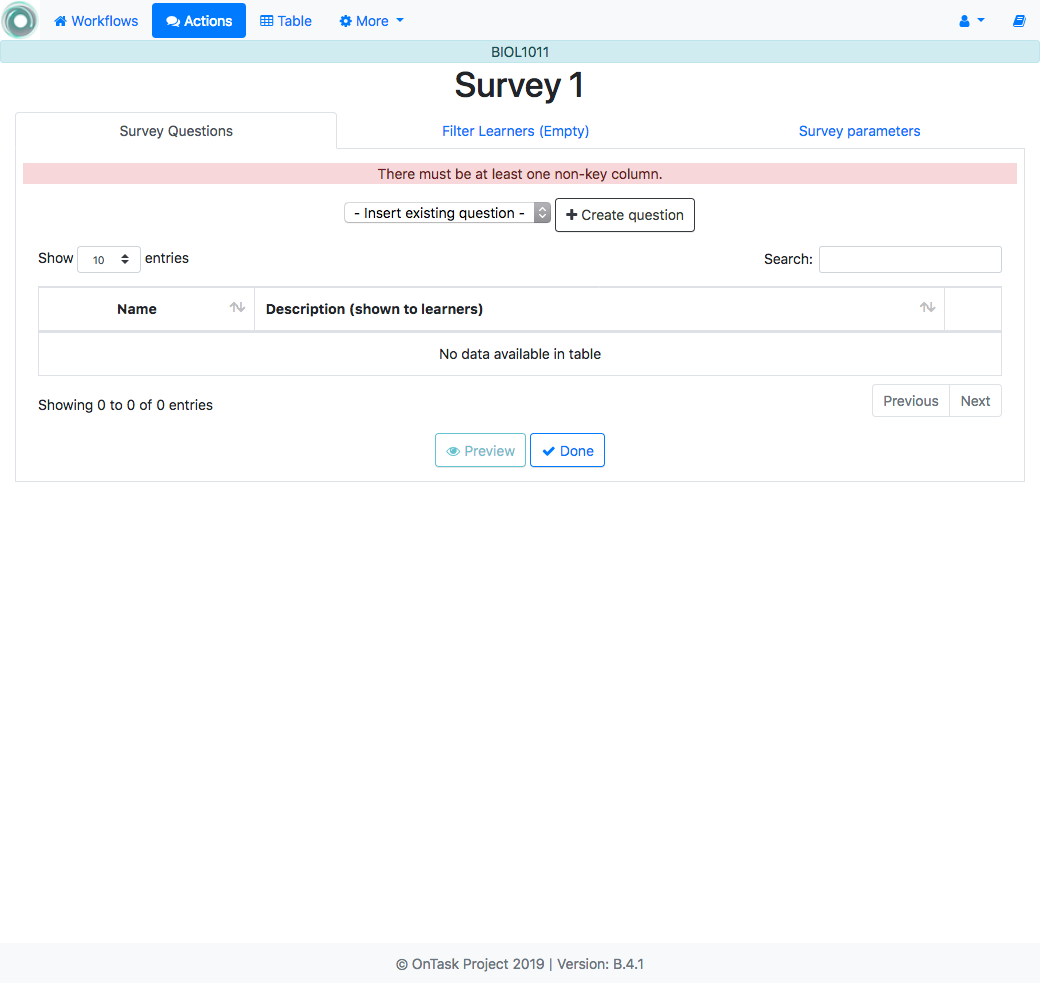 Workflows Actions Table More
BIOL1011
Survey 1
Survey Questions Filter Learners (Empty) Survey parameters
There must be at least one non-key column.
- Insert existing question - Create question
Show 10 entries Search:
Name Description (shown to learners)
No data available in table
Showing 0 to 0 of 0 entries Previous Next
Preview Done
© OnTask Project 2019 | Version: B.4.1